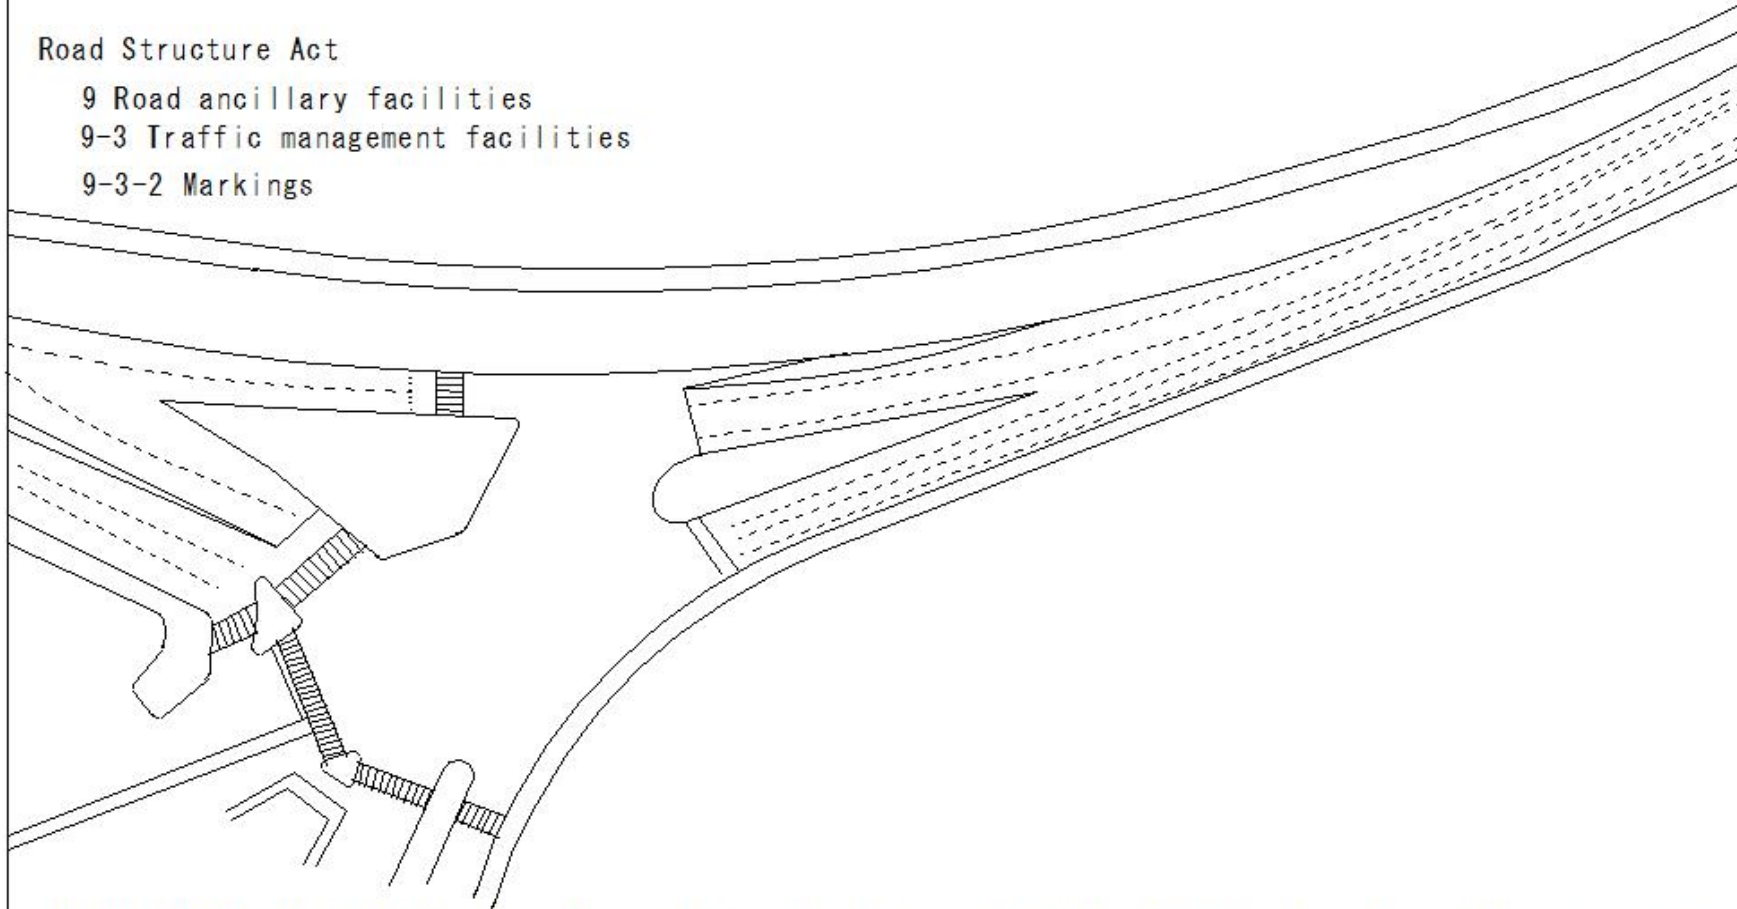 Road Structure Act
9 Road ancillary facilities
9-3 Traffic management facilities
9-3-2 Markings